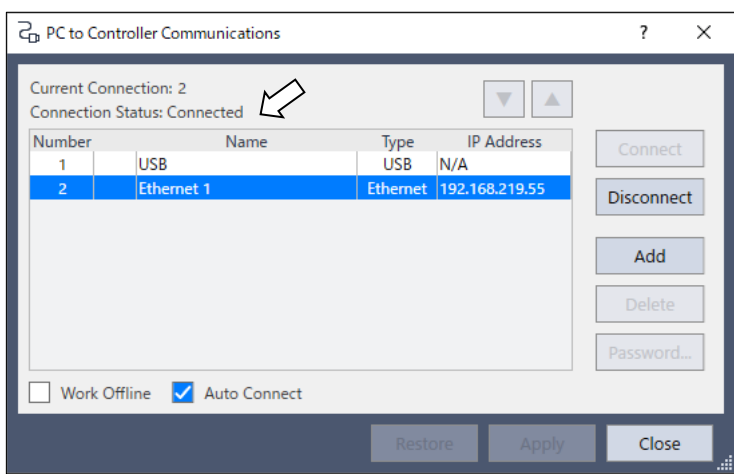 PC to Controller Communications
Current Connection: 2
Connection Status: Connected
Number Name Type IP Address
1 USB USB N/A
2 Ethernet 1 Ethernet 192.168.219.55
Connect
Disconnect
Add
Delete
Password...
Work Offline Auto Connect
Restore Apply Close